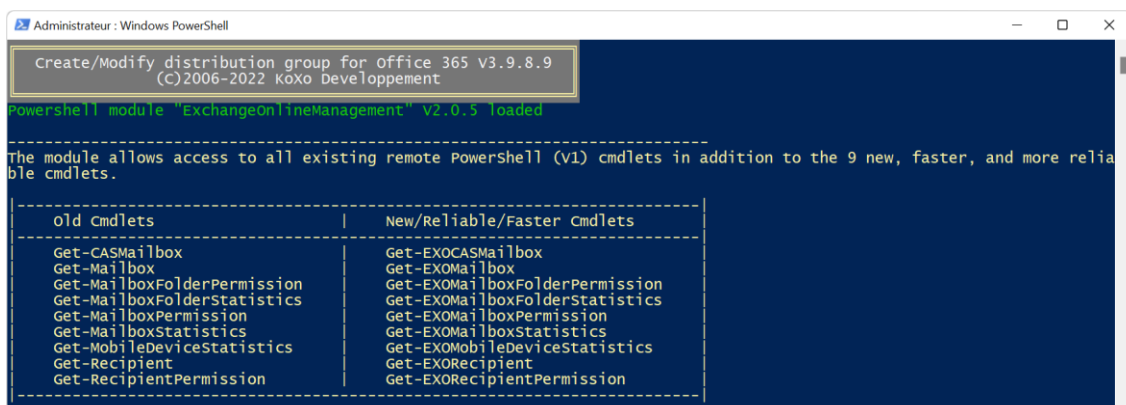 Administrateur : Windows PowerShell
Create/Modify distribution group for Office 365 V3.9.8.9
(C)2006-2022 KoXo Developpement
Powershell module "ExchangeOnlineManagement" V2.0.5 loaded
----------------------------------------------------------------------------
The module allows access to all existing remote PowerShell (V1) cmdlets in addition to the 9 new, faster, and more relia
ble cmdlets.
|--------------------------------------------------------------------------|
| Old Cmdlets | New/Reliable/Faster Cmdlets |
|--------------------------------------------------------------------------|
| Get-CASMailbox | Get-EXOCASMailbox |
| Get-Mailbox | Get-EXOMailbox |
| Get-MailboxFolderPermission | Get-EXOMailboxFolderPermission |
| Get-MailboxFolderStatistics | Get-EXOMailboxFolderStatistics |
| Get-MailboxPermission | Get-EXOMailboxPermission |
| Get-MailboxStatistics | Get-EXOMailboxStatistics |
| Get-MobileDeviceStatistics | Get-EXOMobileDeviceStatistics |
| Get-Recipient | Get-EXORecipient |
| Get-RecipientPermission | Get-EXORecipientPermission |
|--------------------------------------------------------------------------|